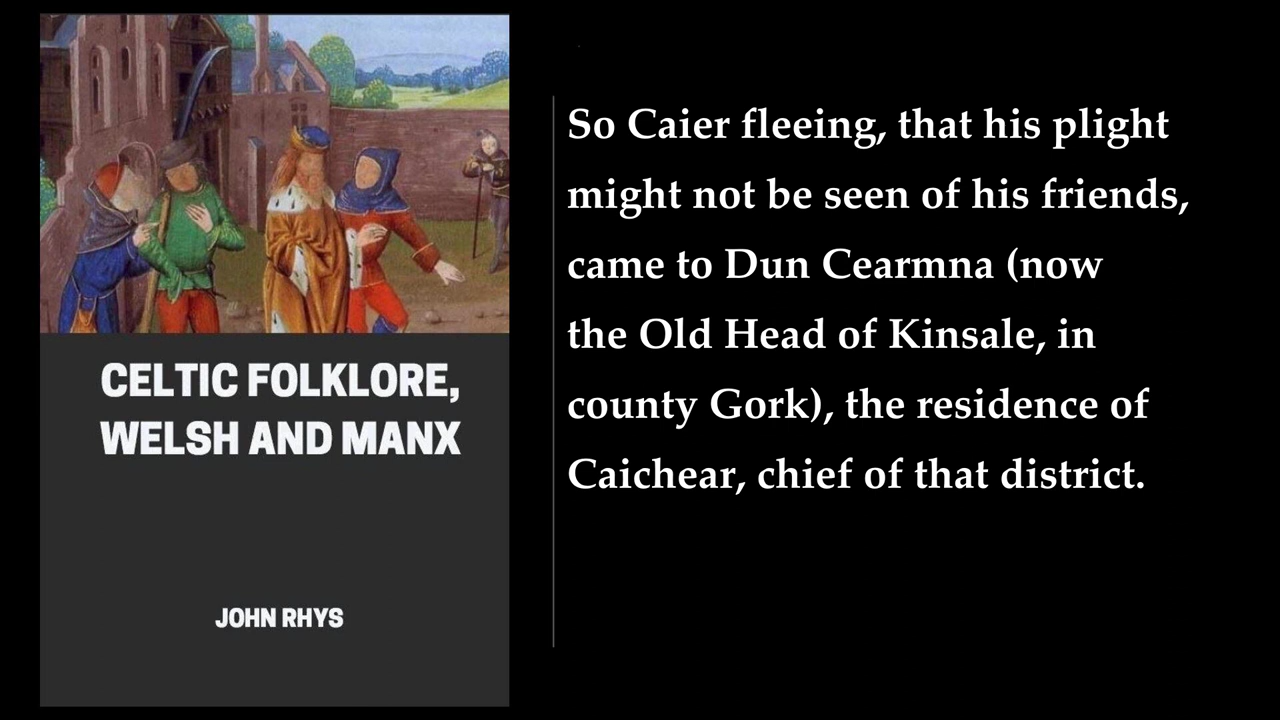 CELTIC FOLKLORE,
WELSH AND MANX
JOHN RHYS
So Caier fleeing, that his plight
might not be seen of his friends,
came to Dun Cearmna (now
the Old Head of Kinsale, in
county Gork), the residence of
Caichear, chief of that district.